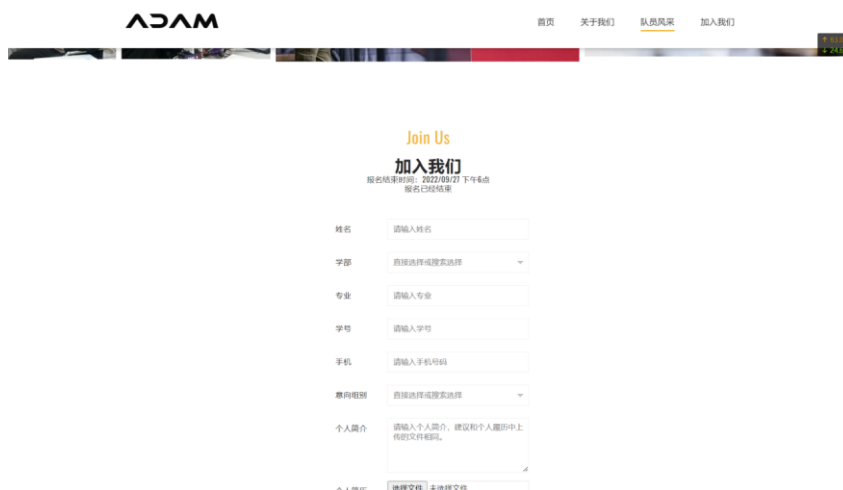 ADAM
首页 关于我们 队员风采 加入我们
Join Us
加入我们
报名结束时间：2022/09/27 下午6点
报名已经结束
姓名 请输入姓名
学部 直接选择或搜索选择
专业 请输入专业
学号 请输入学号
手机 请输入手机号码
意向组别 直接选择或搜索选择
个人简介 请输入个人简介，建议和个人履历中上
传的文件相同。
个人履历 选择文件 未选择文件